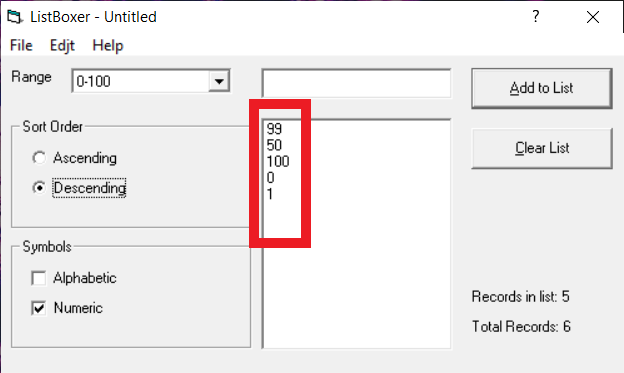 ListBoxer - Untitled
?
File Edjt Help
Range 0-100
Add to List
Sort Order
Ascending
Descending
99
50
100
0
1
Clear List
Symbols
Alphabetic
Numeric
Records in list: 5
Total Records: 6